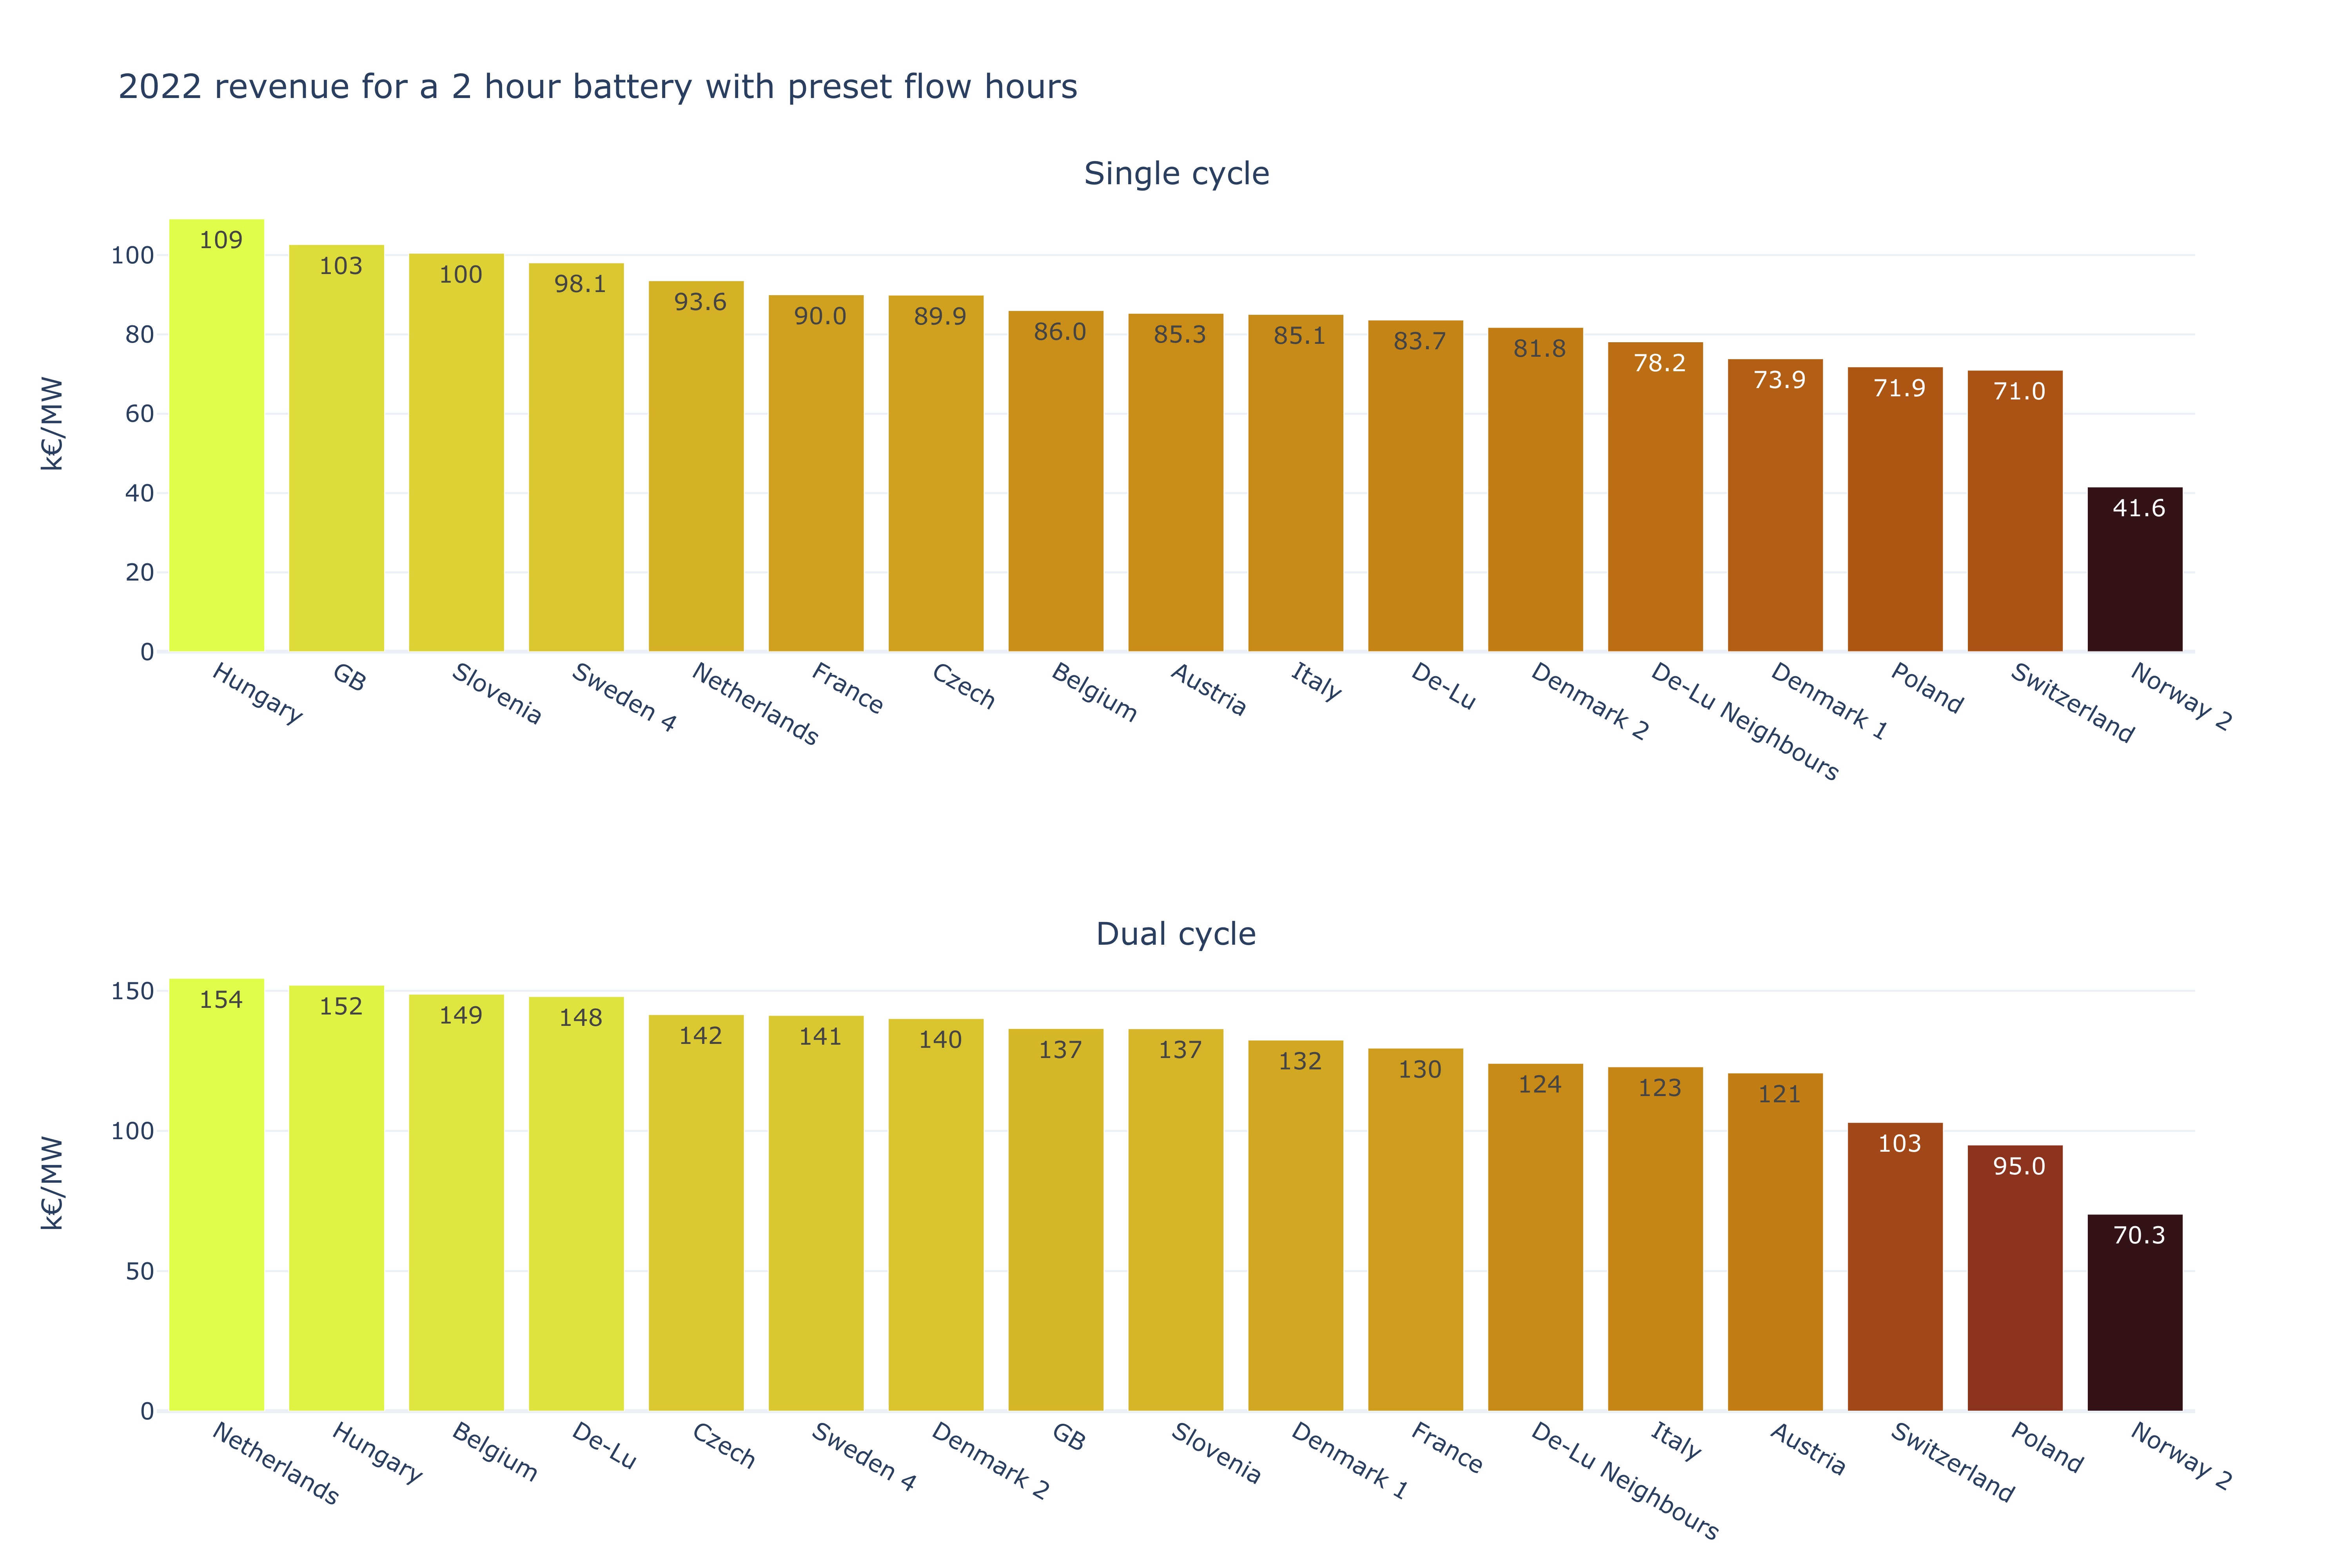 2022 revenue for a 2 hour battery with preset flow hours
Single cycle
k€/MW
100
80
60
40
20
0
109
103
100
98.1
93.6
90.0
89.9
86.0
85.3
85.1
83.7
81.8
78.2
73.9
71.9
71.0
41.6
Hungary
GB
Slovenia
Sweden 4
Netherlands
France
Czech
Belgium
Austria
Italy
De-Lu
Denmark 2
De-Lu Neighbours
Denmark 1
Poland
Switzerland
Norway 2
Dual cycle
k€/MW
150
100
50
0
154
152
149
148
142
141
140
137
137
132
130
124
123
121
103
95.0
70.3
Netherlands
Hungary
Belgium
De-Lu
Czech
Sweden 4
Denmark 2
GB
Slovenia
Denmark 1
France
De-Lu Neighbours
Italy
Austria
Switzerland
Poland
Norway 2